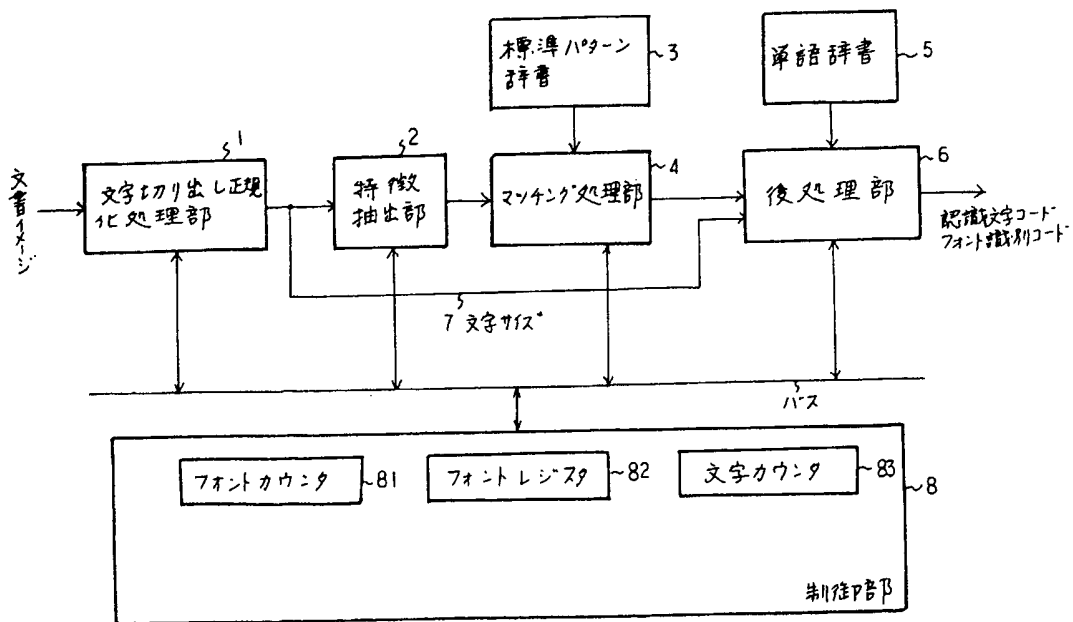 標準パターン
辞書
3
単語辞書
5
1
2
4
6
文書イメージ
文字切り出し正規
化処理部
特徴
抽出部
マッチング処理部
後処理部
認識文字コード
フォント識別コード
7 文字サイズ
バス
フォントカウンタ
81
フォントレジスタ
82
文字カウンタ
83
8
制御部